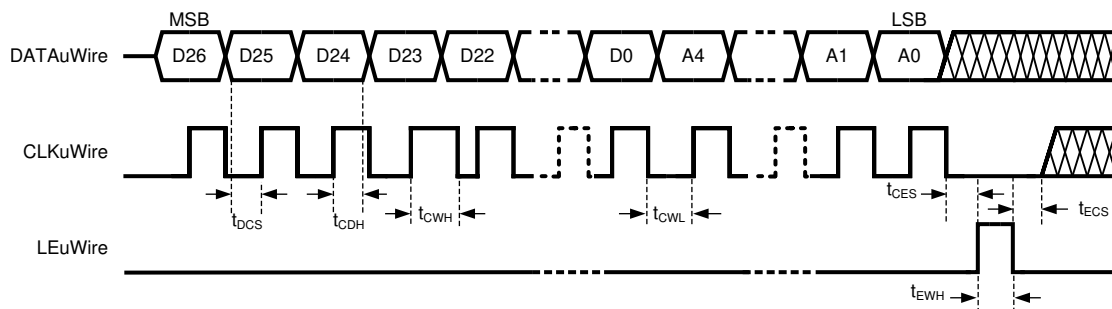 MSB LSB
DATAuWire D26 D25 D24 D23 D22 D0 A4 A1 A0
CLKuWire
tDCS tCDH tCWH tCWL tCES tECS
LEuWire
tEWH